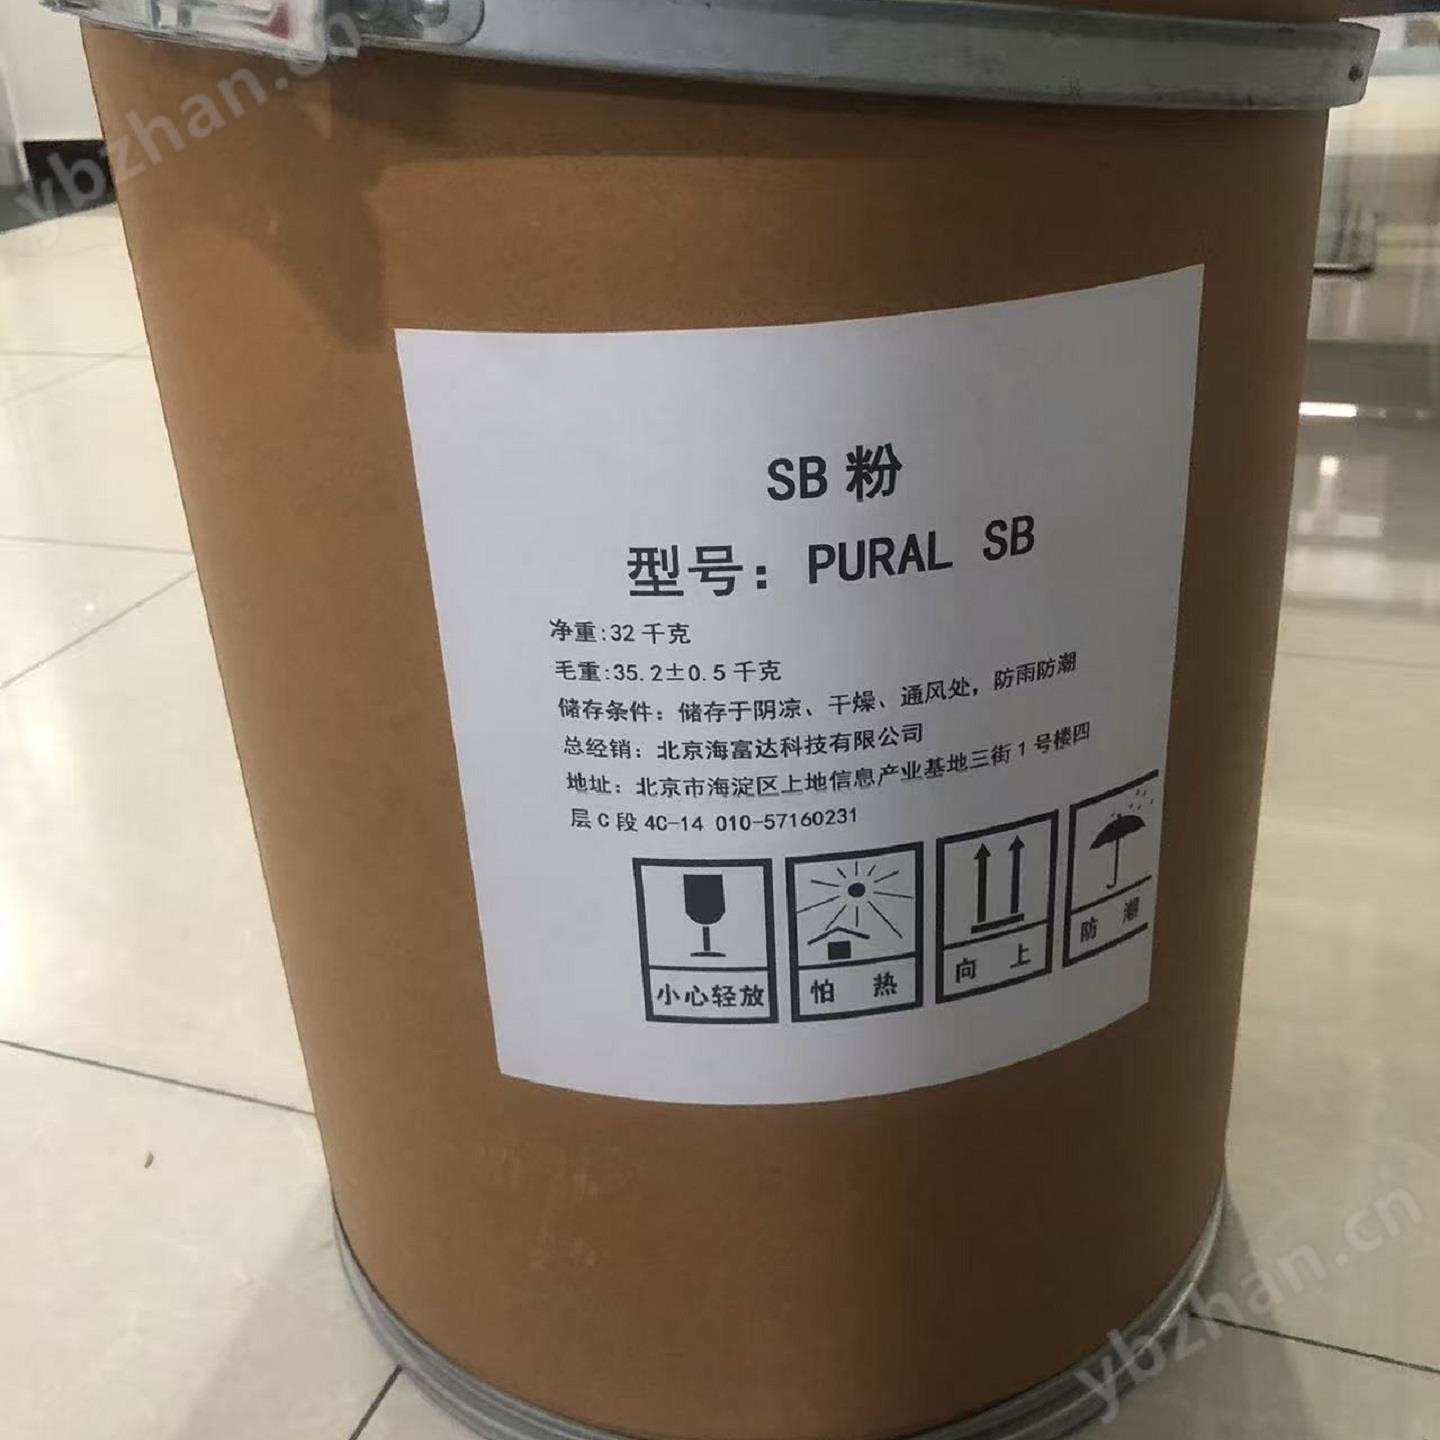 ybzhan.cn
SB 粉
型号：PURAL SB
净重:32 千克
毛重:35.2±0.5 千克
储存条件：储存于阴凉、干燥、通风处，防雨防潮
总经销：北京海富达科技有限公司
地址：北京市海淀区上地信息产业基地三街 1 号楼四
层 C 段 4C-14 010-57160231
小心轻放 怕 热 向 上 防 潮
ybzhan.cn